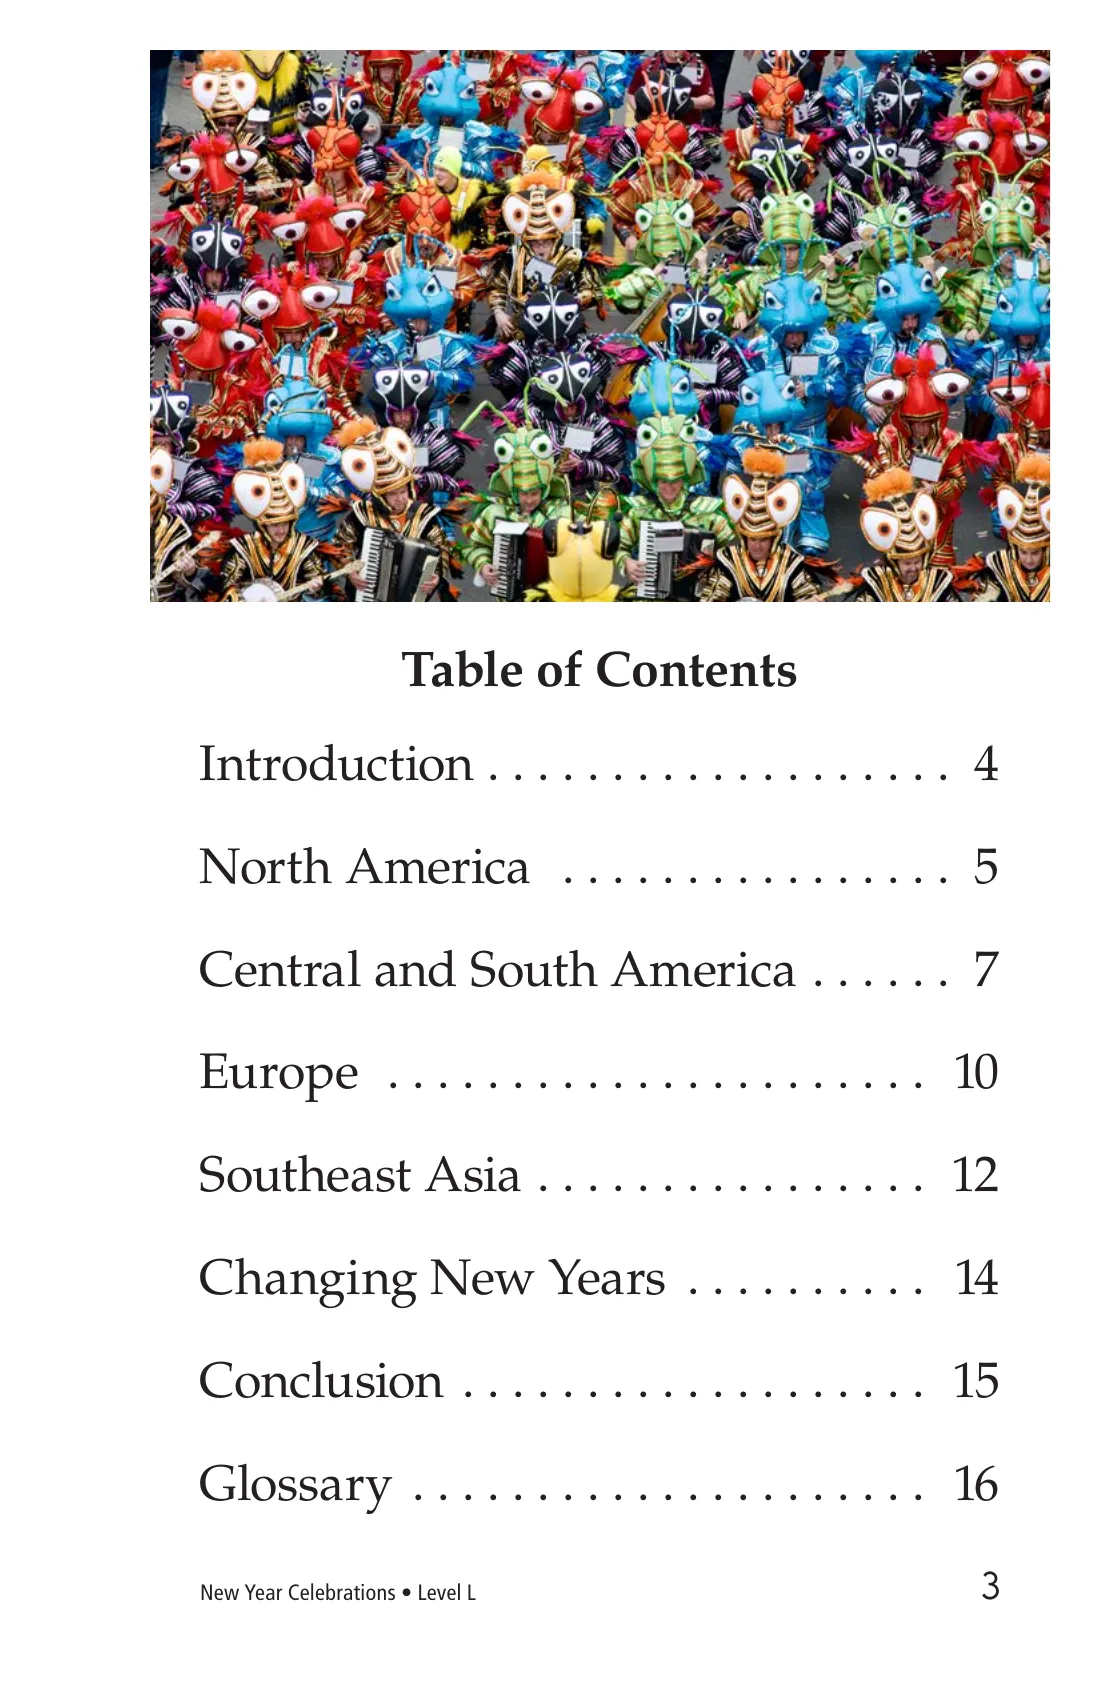 Table of Contents
Introduction . . . . . . . . . . . . . . . . . . . 4
North America . . . . . . . . . . . . . . . . 5
Central and South America . . . . . . 7
Europe . . . . . . . . . . . . . . . . . . . . . . 10
Southeast Asia . . . . . . . . . . . . . . . . 12
Changing New Years . . . . . . . . . . 14
Conclusion . . . . . . . . . . . . . . . . . . . 15
Glossary . . . . . . . . . . . . . . . . . . . . . 16
New Year Celebrations • Level L 3